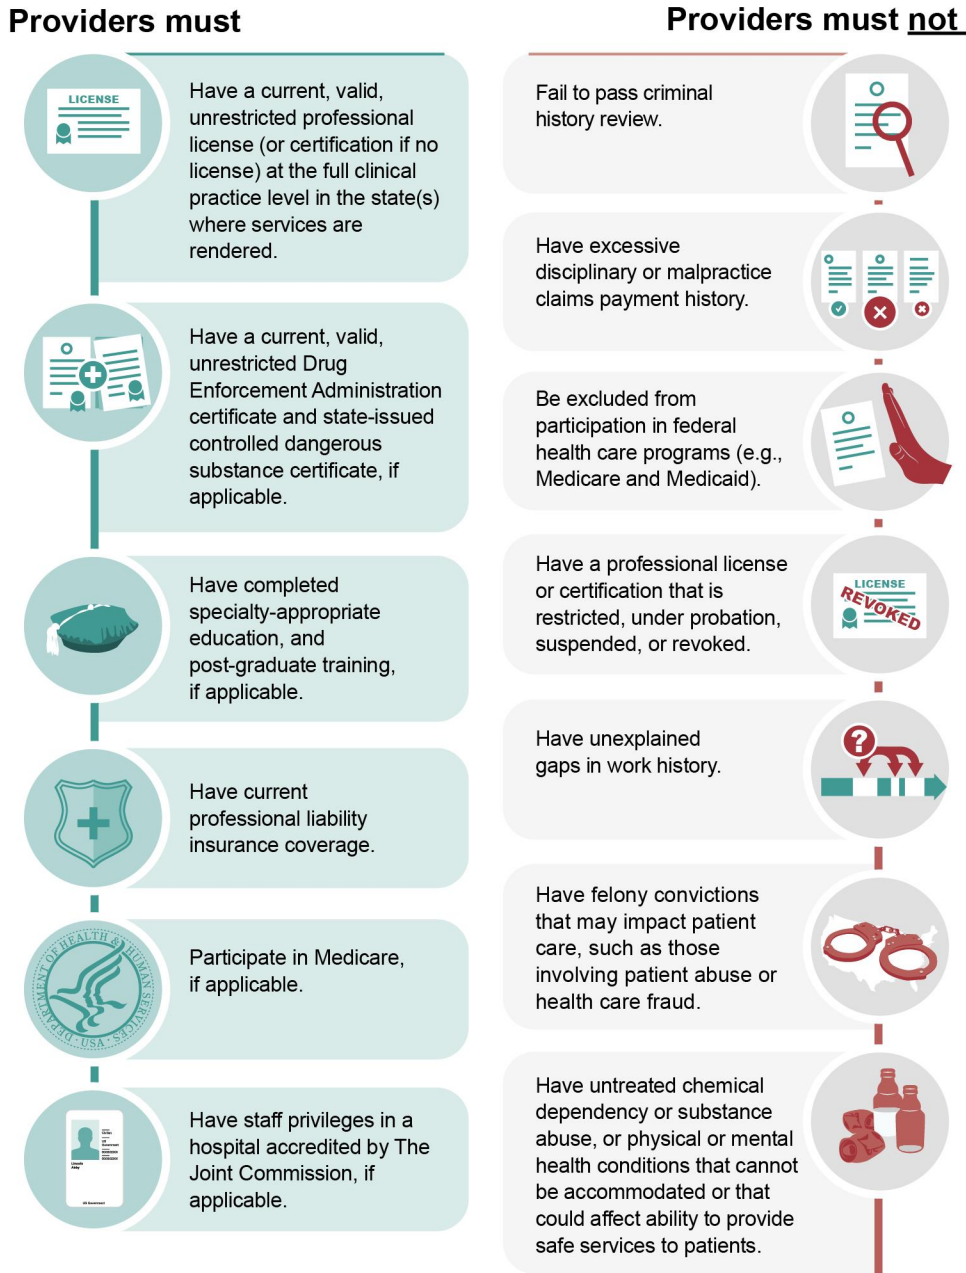 Providers must
LICENSE
Have a current, valid,
unrestricted professional
license (or certification if no
license) at the full clinical
practice level in the state(s)
where services are
rendered.
Have a current, valid,
unrestricted Drug
Enforcement Administration
certificate and state-issued
controlled dangerous
substance certificate, if
applicable.
Have completed
specialty-appropriate
education, and
post-graduate training,
if applicable.
Have current
professional liability
insurance coverage.
DEPARTMENT OF HEALTH & HUMAN SERVICES · USA
Participate in Medicare,
if applicable.
Have staff privileges in a
hospital accredited by The
Joint Commission, if
applicable.
Providers must not
Fail to pass criminal
history review.
Have excessive
disciplinary or malpractice
claims payment history.
Be excluded from
participation in federal
health care programs (e.g.,
Medicare and Medicaid).
Have a professional license
or certification that is
restricted, under probation,
suspended, or revoked.
LICENSE
REVOKED
Have unexplained
gaps in work history.
?
Have felony convictions
that may impact patient
care, such as those
involving patient abuse or
health care fraud.
Have untreated chemical
dependency or substance
abuse, or physical or mental
health conditions that cannot
be accommodated or that
could affect ability to provide
safe services to patients.